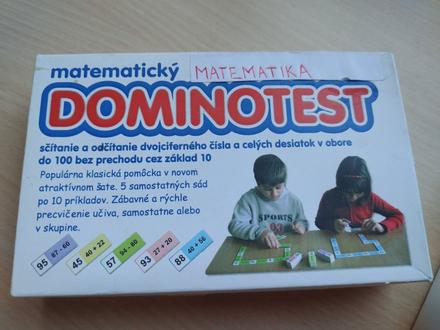 matematický MATEMATIKA
DOMINOTEST
sčítanie a odčítanie dvojciferného čísla a celých desiatok v obore
do 100 bez prechodu cez základ 10
Populárna klasická pomôcka v novom
atraktívnom šate. 5 samostatných sád
po 10 príkladov. Zábavné a rýchle
precvičenie učiva, samostatne alebo
v skupine.
SPORTS
93
95 87 - 60
45 40 + 22
57 94 - 80
93 27 + 20
88 40 + 56